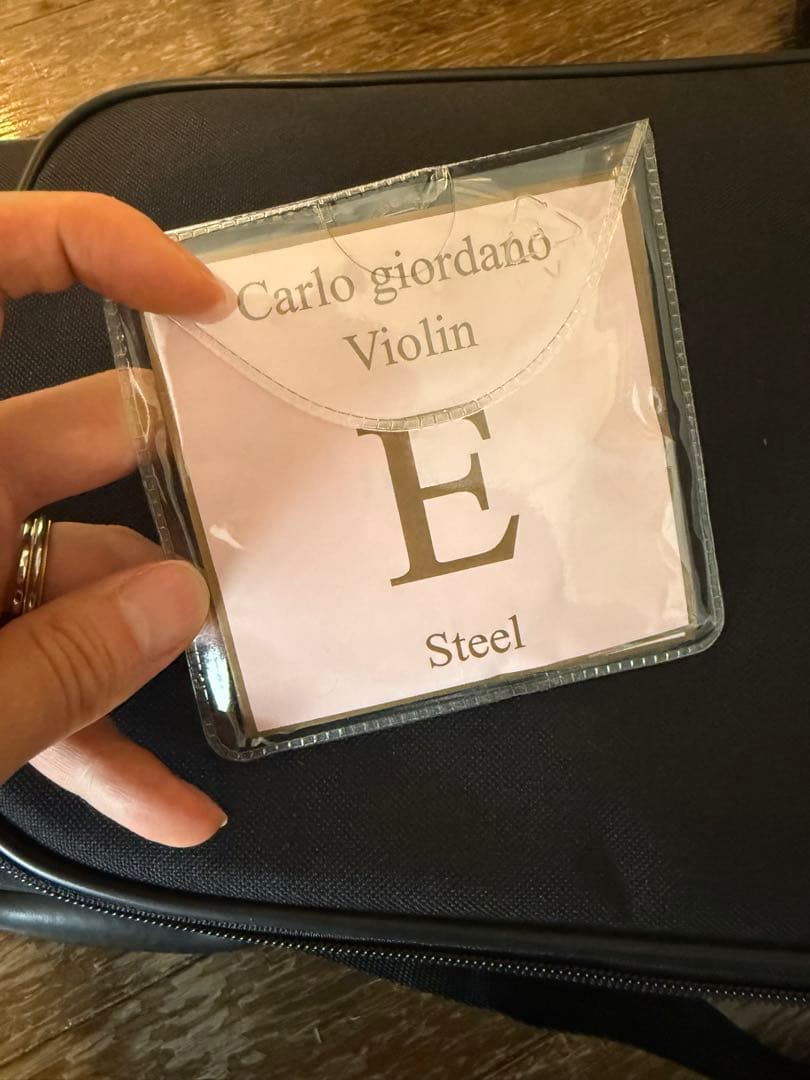 Carlo giordano
Violin
E
Steel